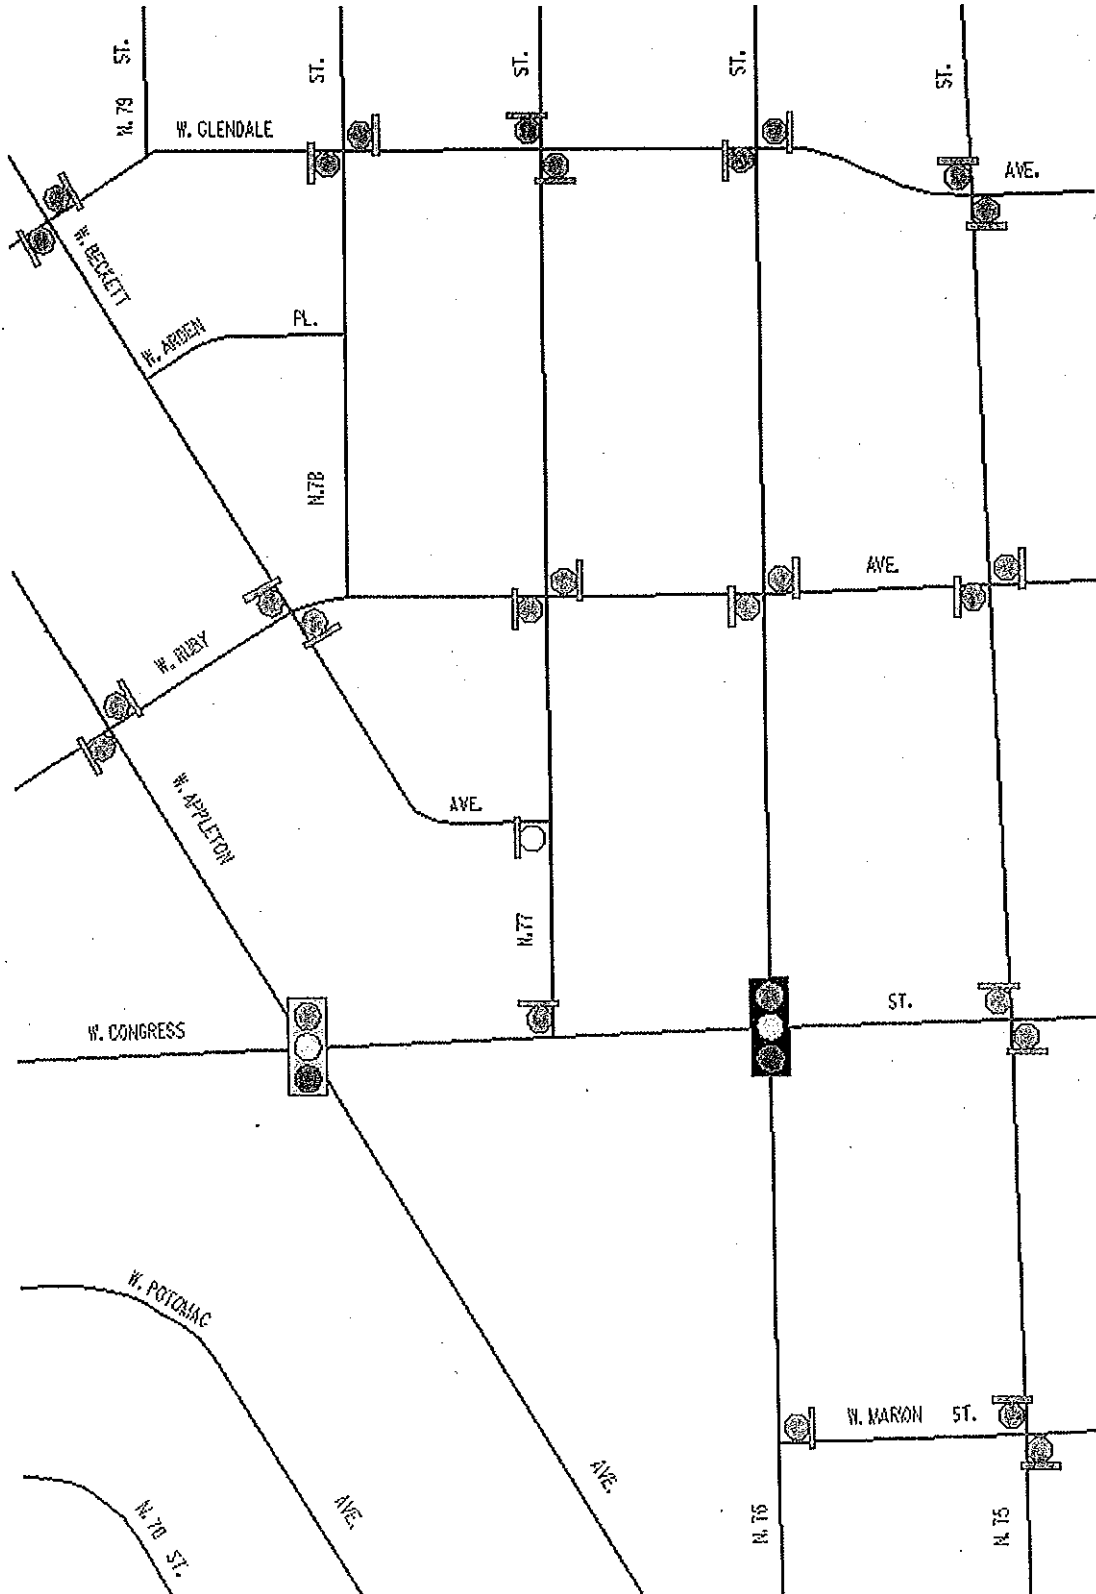 N. 79 ST.
ST.
ST.
ST.
ST.
W. GLENDALE AVE.
W. BECKETT
W. ARDEN PL.
N. 78
AVE.
W. RUBY
W. APPLETON
AVE.
N. 77
W. CONGRESS ST.
W. POTOMAC
W. MARION ST.
AVE.
AVE.
N. 76
N. 75
ST.